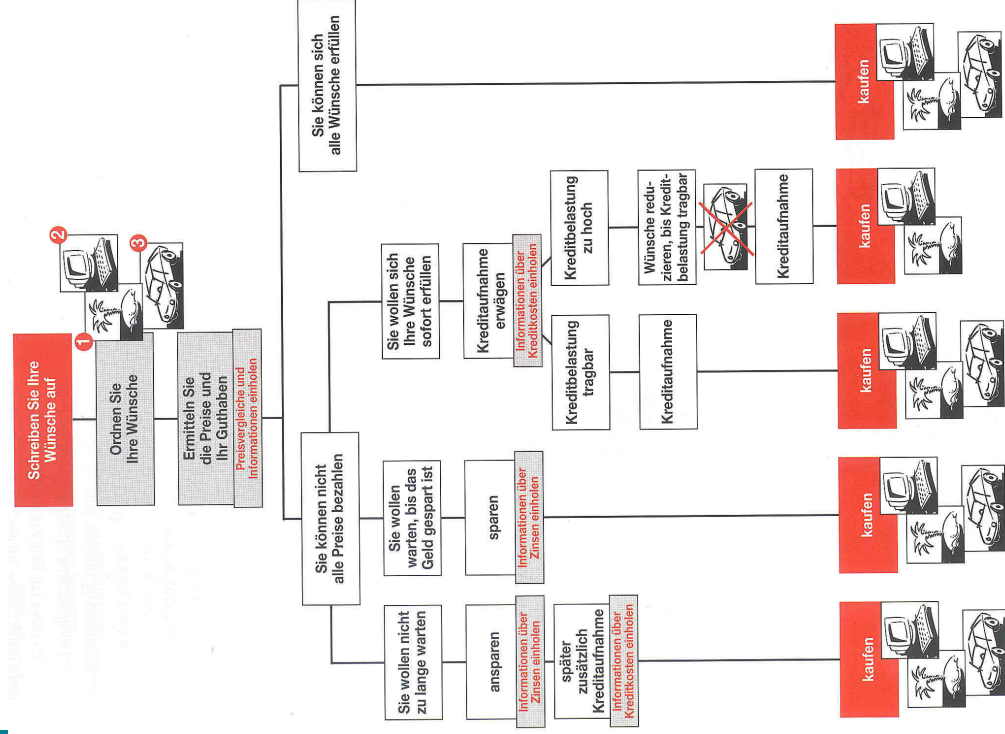 Schreiben Sie Ihre
Wünsche auf
Ordnen Sie
Ihre Wünsche
1
2
3
Ermitteln Sie
die Preise und
Ihr Guthaben
Preisvergleiche und
Informationen einholen
Sie können nicht
alle Preise bezahlen
Sie können sich
alle Wünsche erfüllen
Sie wollen nicht
zu lange warten
Sie wollen
warten, bis das
Geld gespart ist
Sie wollen sich
Ihre Wünsche
sofort erfüllen
ansparen
Informationen über
Zinsen einholen
sparen
Informationen über
Zinsen einholen
Kreditaufnahme
erwägen
Informationen über
Kreditkosten einholen
später
zusätzlich
Kreditaufnahme
Informationen über
Kreditkosten einholen
Kreditbelastung
tragbar
Kreditbelastung
zu hoch
Kreditaufnahme
Wünsche redu-
zieren, bis Kredit-
belastung tragbar
Kreditaufnahme
kaufen
kaufen
kaufen
kaufen
kaufen